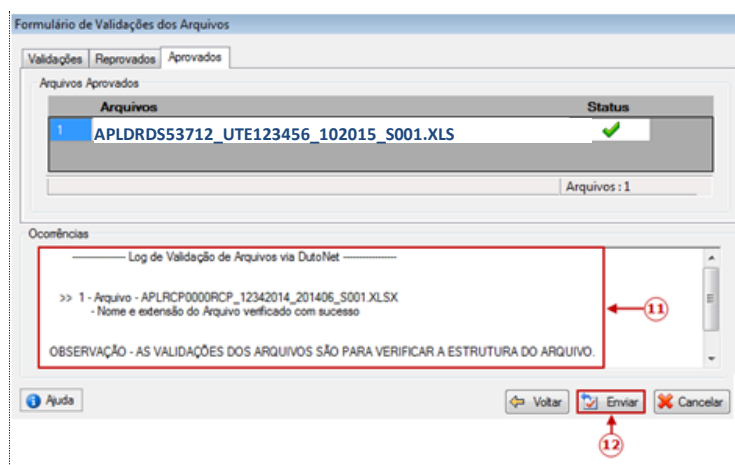 Formulário de Validações dos Arquivos
Validações Reprovados Aprovados
Arquivos Aprovados
Arquivos Status
1 APLDRDS53712_UTE123456_102015_S001.XLS
Arquivos : 1
Ocorrências
--------------- Log de Validação de Arquivos via DutoNet ---------------
>> 1 - Arquivo - APLRCP0000RCP_12342014_201406_S001.XLSX
- Nome e extensão do Arquivo verificado com sucesso
OBSERVAÇÃO - AS VALIDAÇÕES DOS ARQUIVOS SÃO PARA VERIFICAR A ESTRUTURA DO ARQUIVO.
11
Ajuda Voltar Enviar Cancelar
12